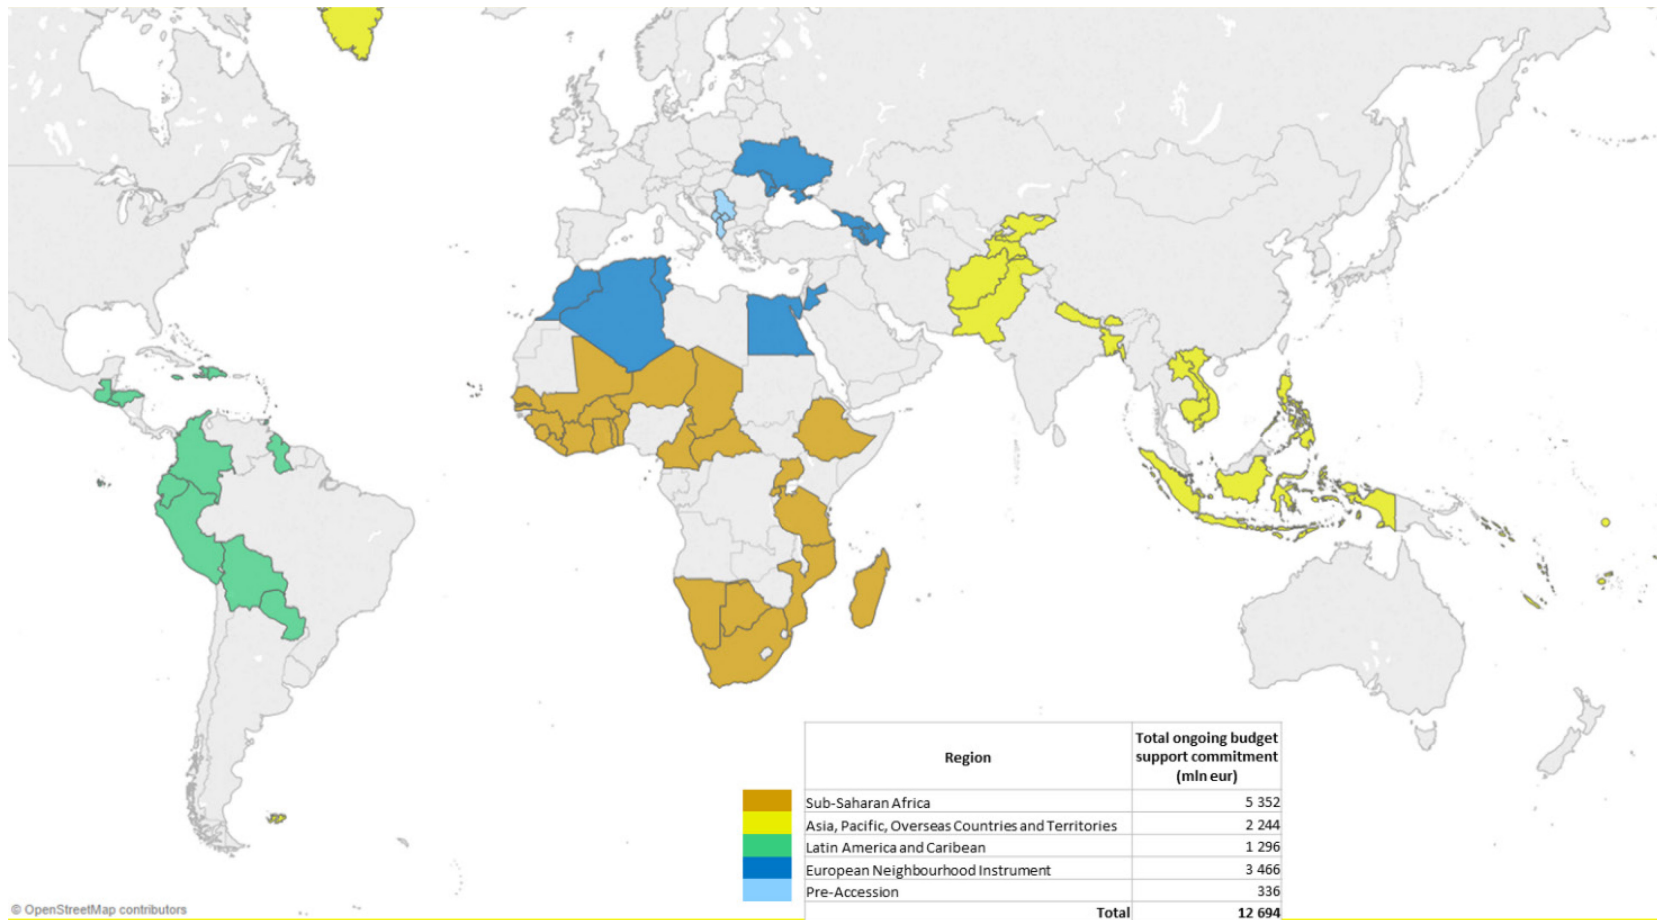 Region
Total ongoing budget
support commitment
(mln eur)
Sub-Saharan Africa 5 352
Asia, Pacific, Overseas Countries and Territories 2 244
Latin America and Caribean 1 296
European Neighbourhood Instrument 3 466
Pre-Accession 336
Total 12 694
© OpenStreetMap contributors